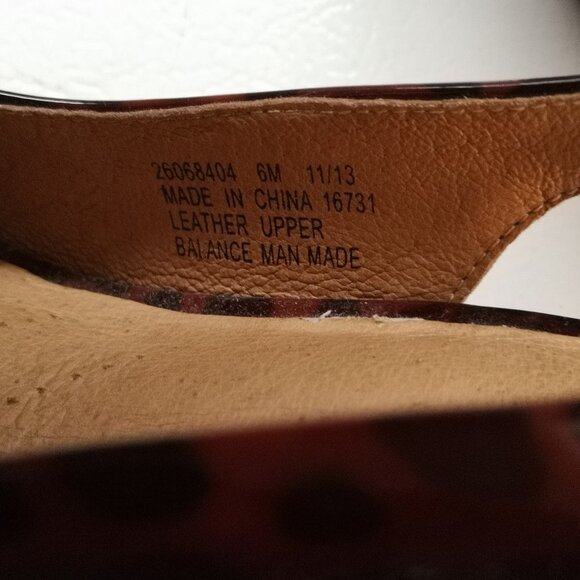 26068404 6M 11/13
MADE IN CHINA 16731
LEATHER UPPER
BALANCE MAN MADE